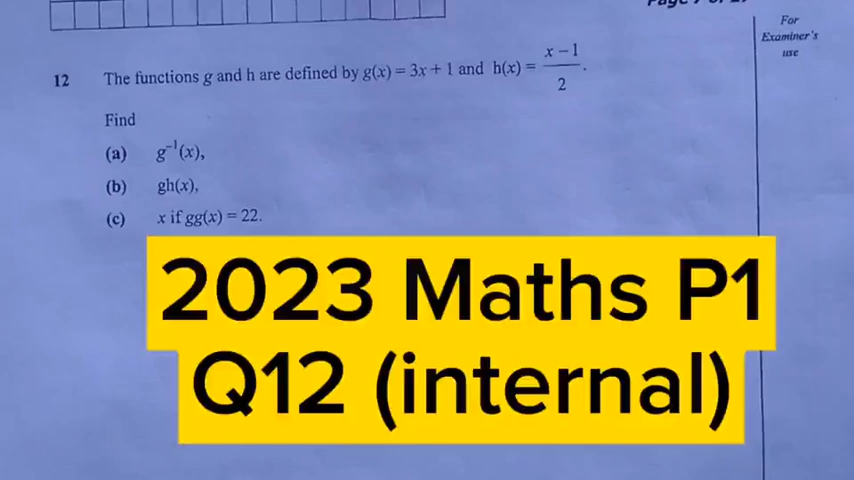 For
Examiner's
use
12 The functions g and h are defined by g(x) = 3x + 1 and h(x) = \frac{x - 1}{2}.
Find
(a) g⁻¹(x),
(b) gh(x),
(c) x if gg(x) = 22.
2023 Maths P1
Q12 (internal)